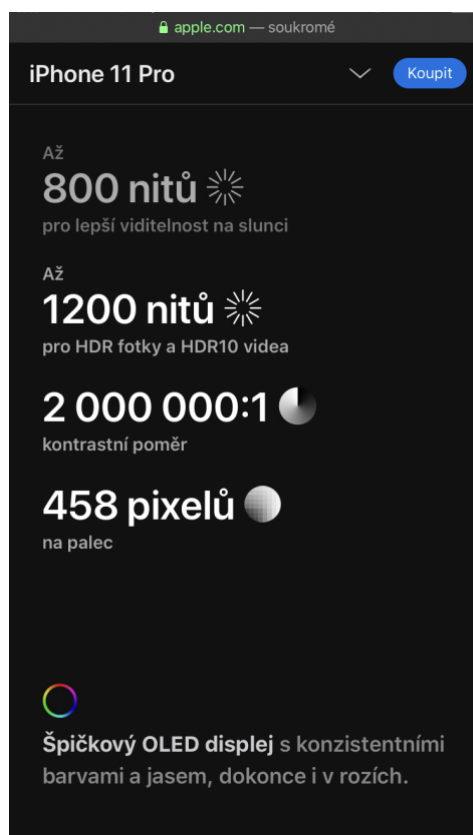 apple.com — soukromé
iPhone 11 Pro
Koupit
Až
800 nitů
pro lepší viditelnost na slunci
Až
1200 nitů
pro HDR fotky a HDR10 videa
2 000 000:1
kontrastní poměr
458 pixelů
na palec
Špičkový OLED displej s konzistentními
barvami a jasem, dokonce i v rozích.